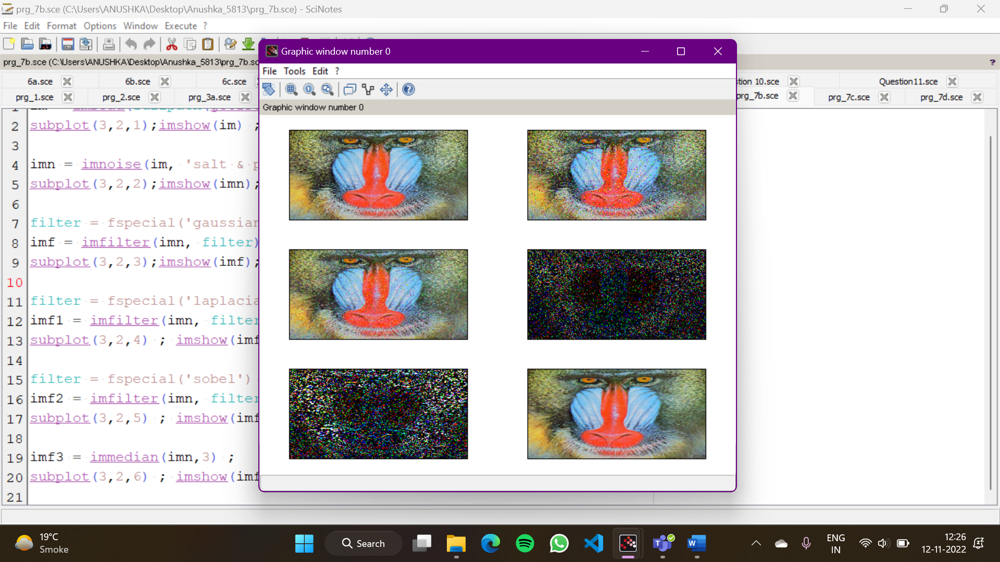 prg_7b.sce (C:\Users\ANUSHKA\Desktop\Anushka_5813\prg_7b.sce) - SciNotes
File Edit Format Options Window Execute ?
prg_7b.sce (C:\Users\ANUSHKA\Desktop\Anushka_5813\prg_7b.sc
?
6a.sce 6b.sce 6c.sce
tion 10.sce Question11.sce
prg_1.sce prg_2.sce prg_3a.sce
prg_7b.sce prg_7c.sce prg_7d.sce
Graphic window number 0
File Tools Edit ?
Graphic window number 0
2 subplot(3,2,1);imshow(im) ;
3
4 imn = imnoise(im, 'salt & p
5 subplot(3,2,2);imshow(imn);
6
7 filter = fspecial('gaussian
8 imf = imfilter(imn, filter)
9 subplot(3,2,3);imshow(imf);
10
11 filter = fspecial('laplacia
12 imf1 = imfilter(imn, filter
13 subplot(3,2,4) ; imshow(imf
14
15 filter = fspecial('sobel')
16 imf2 = imfilter(imn, filter
17 subplot(3,2,5) ; imshow(imf
18
19 imf3 = immedian(imn,3) ;
20 subplot(3,2,6) ; imshow(imf
21
19°C
Smoke
Search
ENG
IN
12:26
12-11-2022